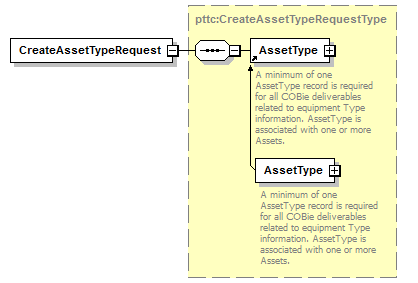 pttc:CreateAssetTypeRequestType
CreateAssetTypeRequest
AssetType
A minimum of one
AssetType record is required
for all COBie deliverables
related to equipment Type
information. AssetType is
associated with one or more
Assets.
AssetType
A minimum of one
AssetType record is required
for all COBie deliverables
related to equipment Type
information. AssetType is
associated with one or more
Assets.